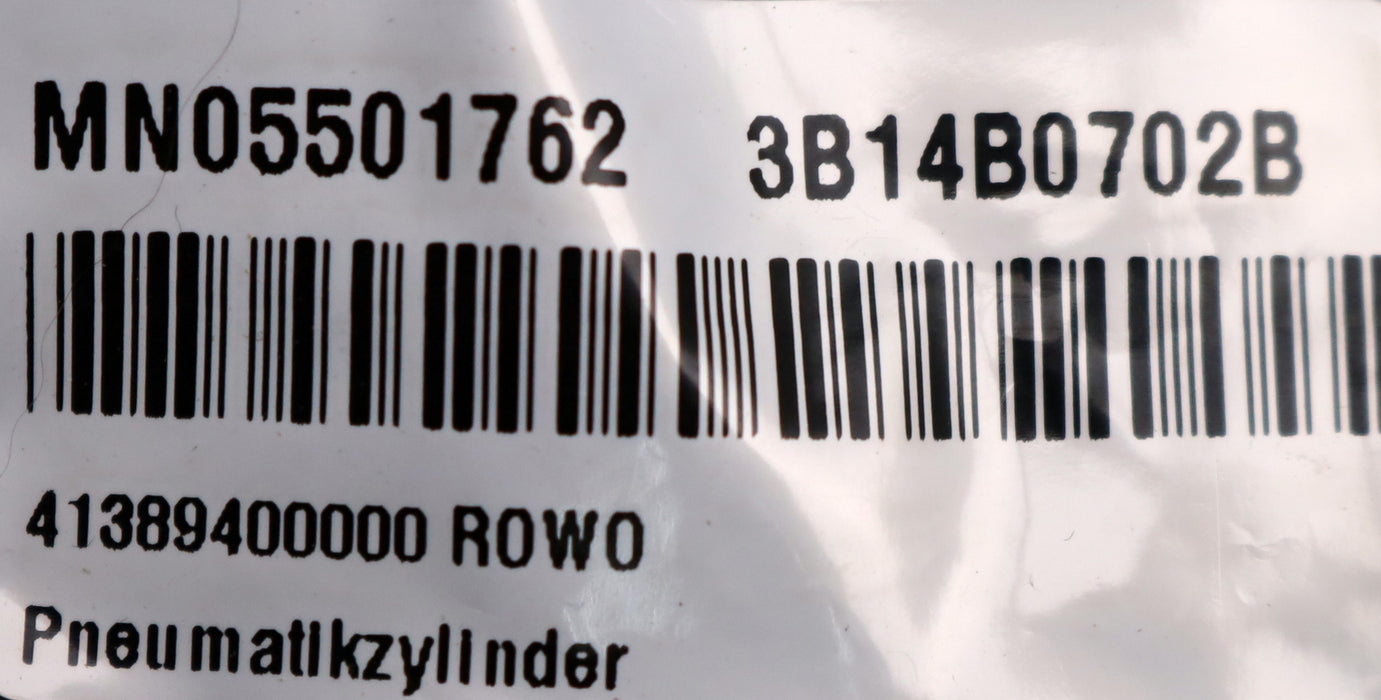 MN05501762 3B14B0702B
41389400000 ROWO
Pneumatikzylinder